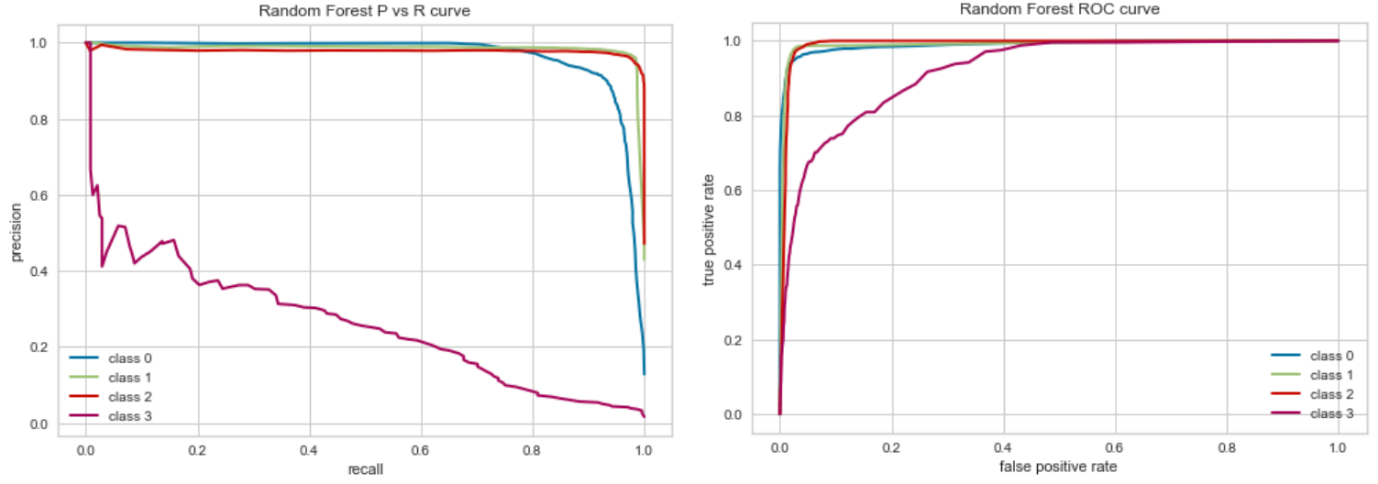 Random Forest P vs R curve
1.0
0.8
0.6
0.4
0.2
0.0
precision
class 0
class 1
class 2
class 3
0.0 0.2 0.4 0.6 0.8 1.0
recall
Random Forest ROC curve
1.0
0.8
0.6
0.4
0.2
0.0
true positive rate
class 0
class 1
class 2
class 3
0.0 0.2 0.4 0.6 0.8 1.0
false positive rate